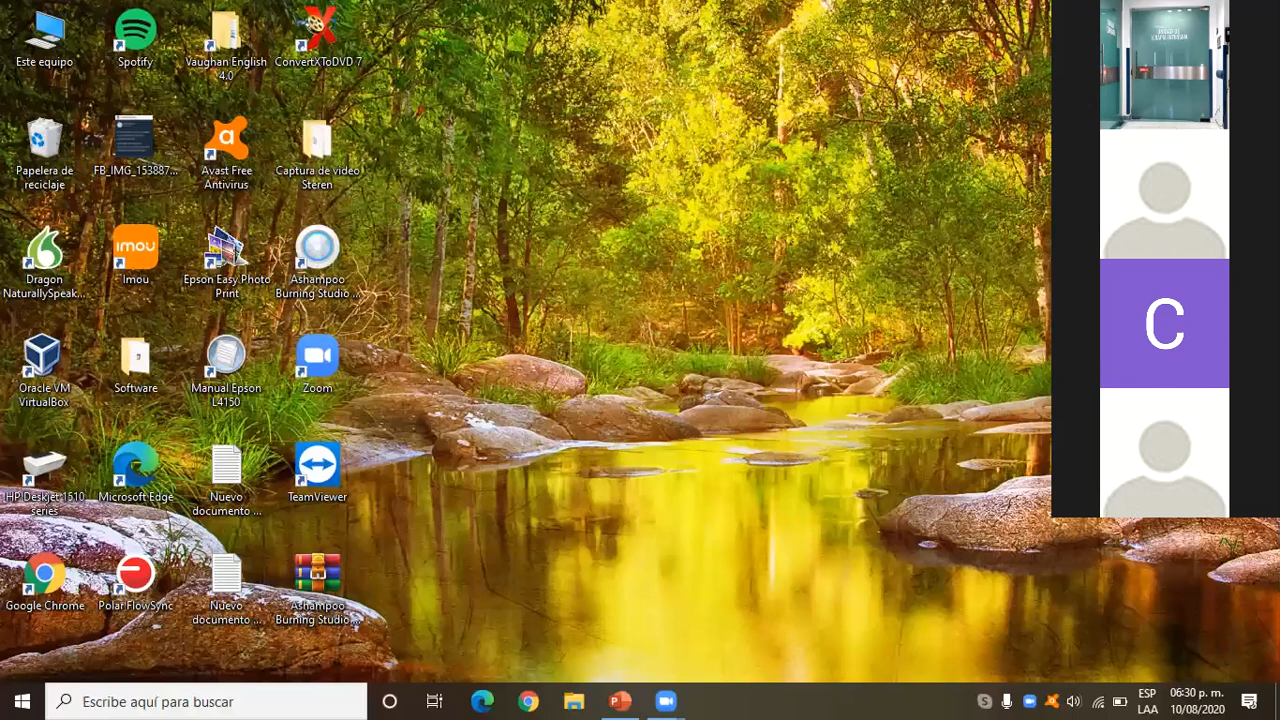 Este equipo
Spotify
Vaughan English
4.0
ConvertXToDVD 7
Papelera de
reciclaje
FB_IMG_153887...
Avast Free
Antivirus
Captura de video
Steren
Dragon
NaturallySpeak...
imou
Imou
Epson Easy Photo
Print
Ashampoo
Burning Studio ...
Oracle VM
VirtualBox
Software
Manual Epson
L4150
Zoom
HP Deskjet 1510
series
Microsoft Edge
Nuevo
documento ...
TeamViewer
Google Chrome
Polar FlowSync
Nuevo
documento ...
Ashampoo
Burning Studio ...
C
Escribe aquí para buscar
ESP
LAA
06:30 p. m.
10/08/2020